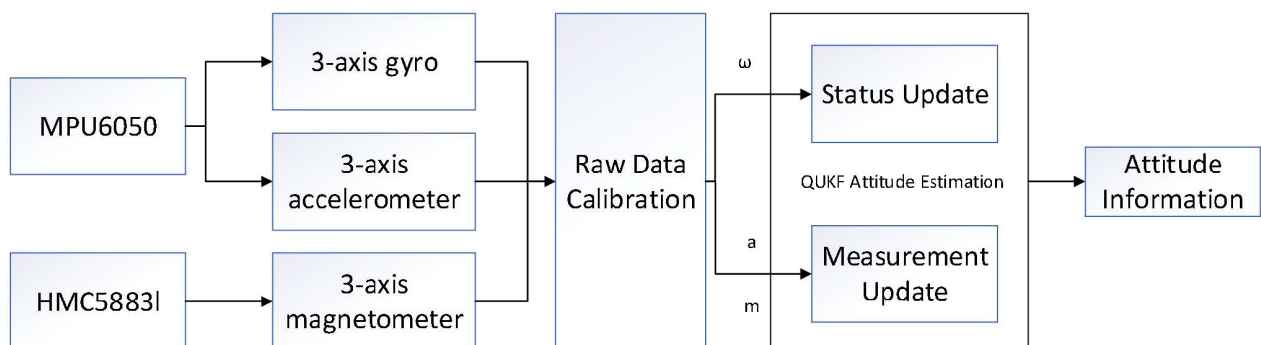 MPU6050
HMC5883l
3-axis gyro
3-axis
accelerometer
3-axis
magnetometer
Raw Data
Calibration
ω
a
m
Status Update
QUKF Attitude Estimation
Measurement
Update
Attitude
Information